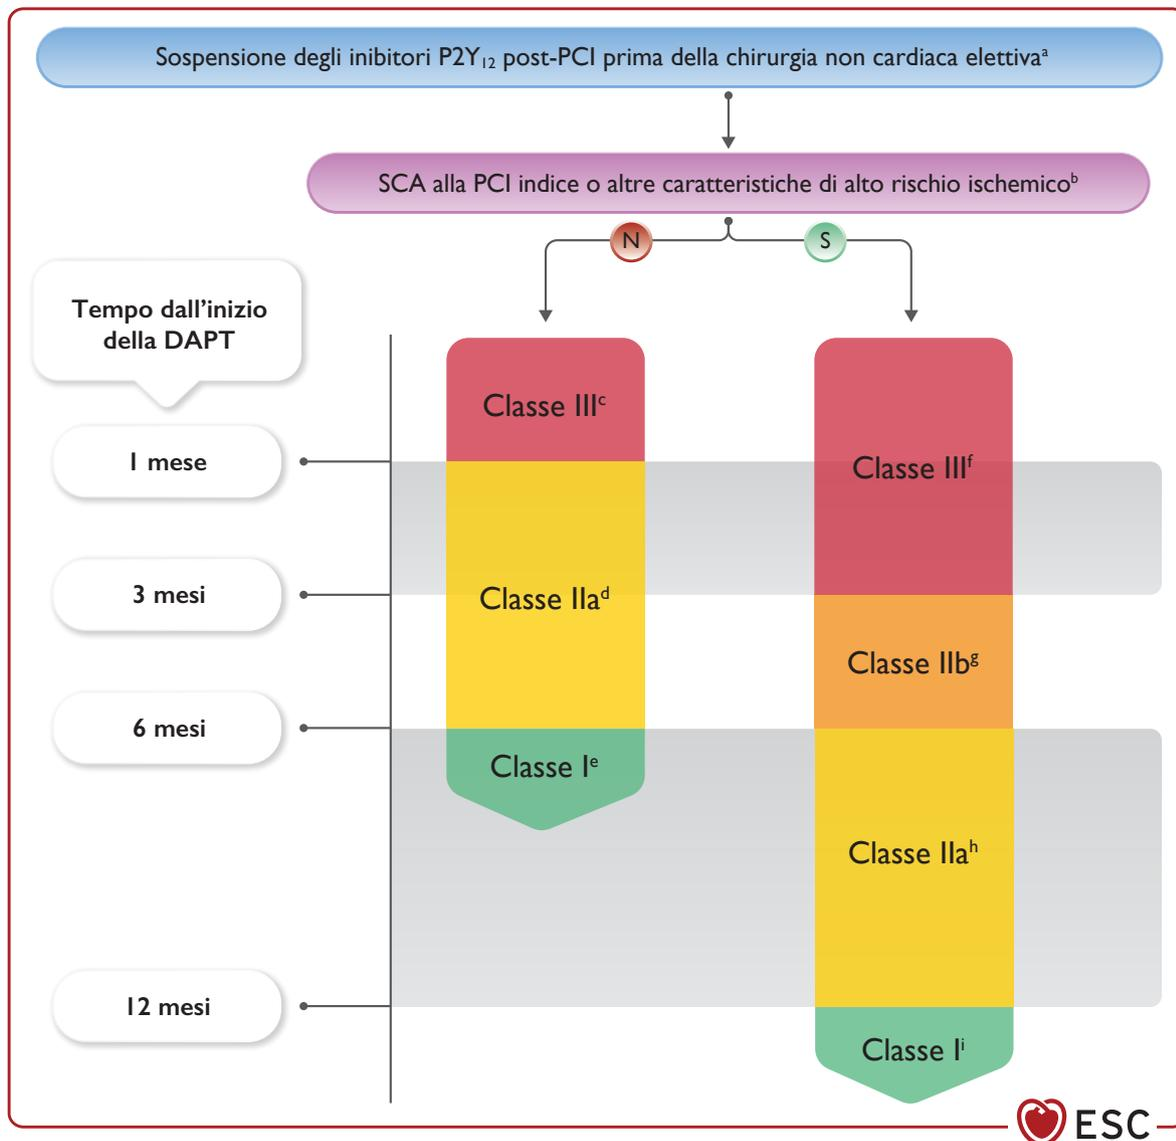 Sospensione degli inibitori P2Y₁₂ post-PCI prima della chirurgia non cardiaca elettivaᵃ
SCA alla PCI indice o altre caratteristiche di alto rischio ischemicoᵇ
N
S
Tempo dall’inizio
della DAPT
Classe IIIᶜ
1 mese
Classe IIIᶠ
3 mesi
Classe IIaᵈ
Classe IIbᵍ
6 mesi
Classe Iᵉ
Classe IIaʰ
12 mesi
Classe Iⁱ
ESC